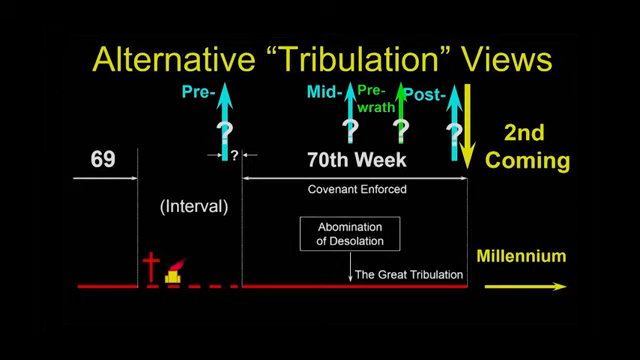 Alternative “Tribulation” Views
Pre-
Mid-
Pre-
wrath
Post-
?
?
?
?
?
69
70th Week
2nd
Coming
Covenant Enforced
(Interval)
Abomination
of Desolation
The Great Tribulation
Millennium